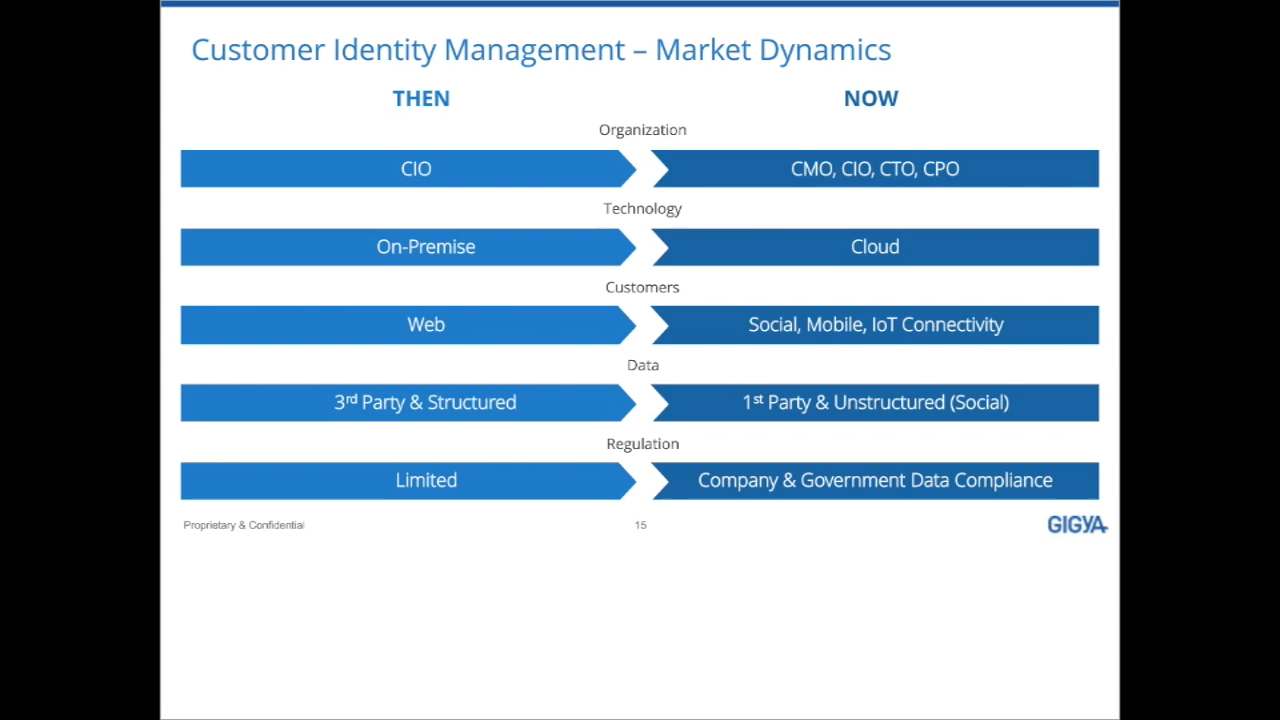 Customer Identity Management – Market Dynamics
THEN
NOW
Organization
CIO
CMO, CIO, CTO, CPO
Technology
On-Premise
Cloud
Customers
Web
Social, Mobile, IoT Connectivity
Data
3rd Party & Structured
1st Party & Unstructured (Social)
Regulation
Limited
Company & Government Data Compliance
Proprietary & Confidential
15
GIGYA